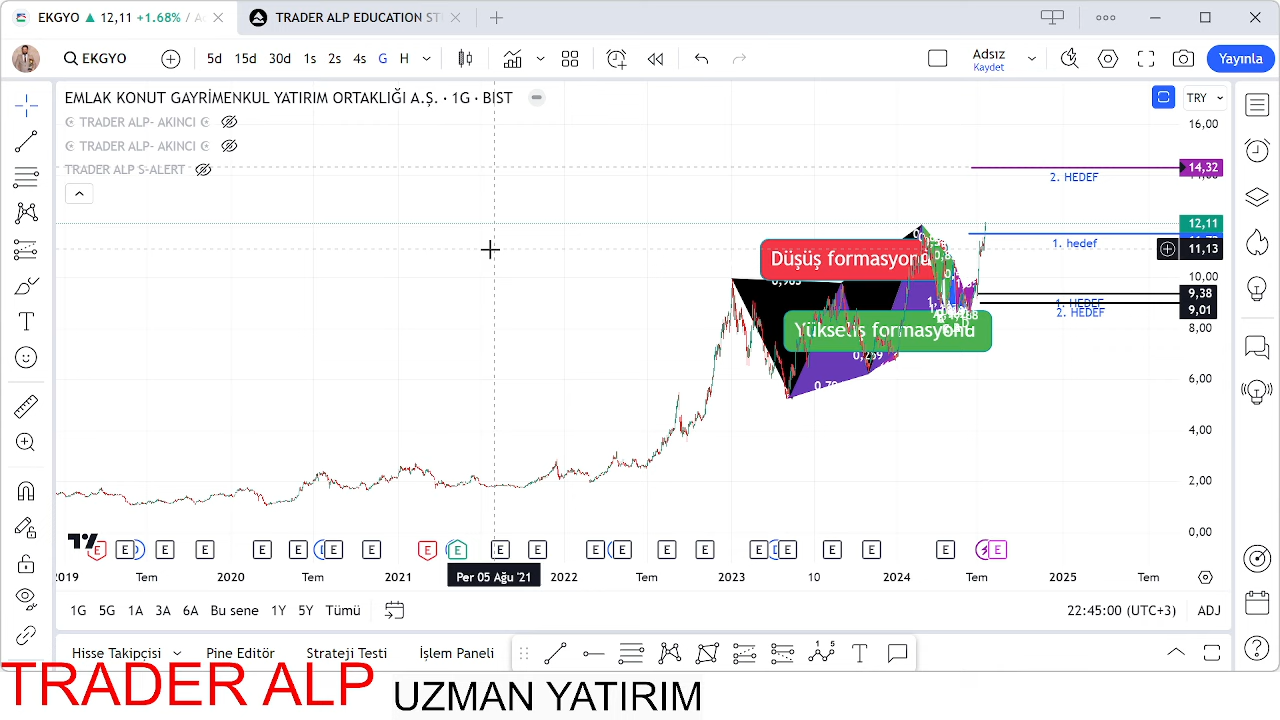 EKGYO ▲ 12,11 +1.68% / Ad
TRADER ALP EDUCATION ST
EKGYO
5d 15d 30d 1s 2s 4s G H
Adsız
Kaydet
Yayınla
EMLAK KONUT GAYRİMENKUL YATIRIM ORTAKLIĞI A.Ş. · 1G · BIST
TRY
TRADER ALP- AKINCI
TRADER ALP- AKINCI
TRADER ALP S-ALERT
16,00
14,32
2. HEDEF
12,11
1. hedef
11,13
Düşüş formasyonu
10,00
9,38
1. HEDEF
9,01
2. HEDEF
Yükseliş formasyonu
8,00
0,259
6,00
4,00
2,00
0,00
E E E E E E E E E E E E E E E E E E E E E
2019 Tem 2020 Tem 2021 Per 05 Ağu '21 2022 Tem 2023 10 2024 Tem 2025 Tem
1G 5G 1A 3A 6A Bu sene 1Y 5Y Tümü
22:45:00 (UTC+3) ADJ
Hisse Takipçisi Pine Editör Strateji Testi İşlem Paneli
TRADER ALP UZMAN YATIRIM